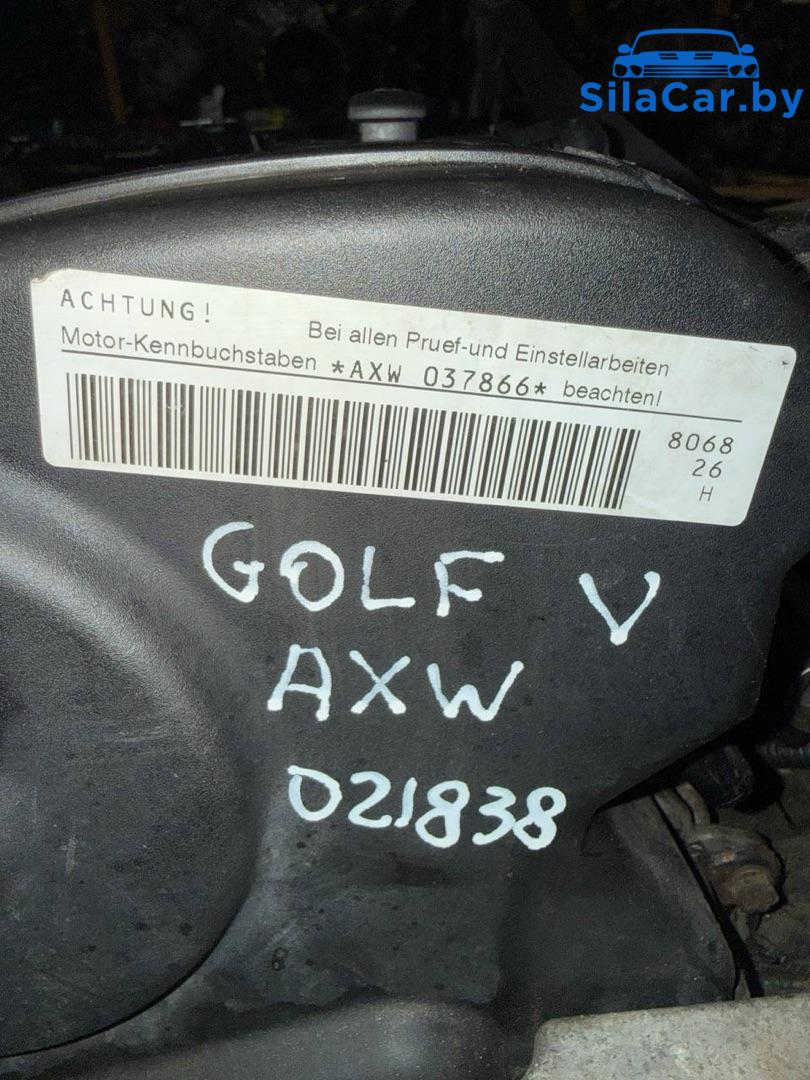 SilaCar.by
ACHTUNG!
Bei allen Pruef-und Einstellarbeiten
Motor-Kennbuchstaben *AXW 037866* beachten!
8068
26
H
GOLF V
AXW
021838